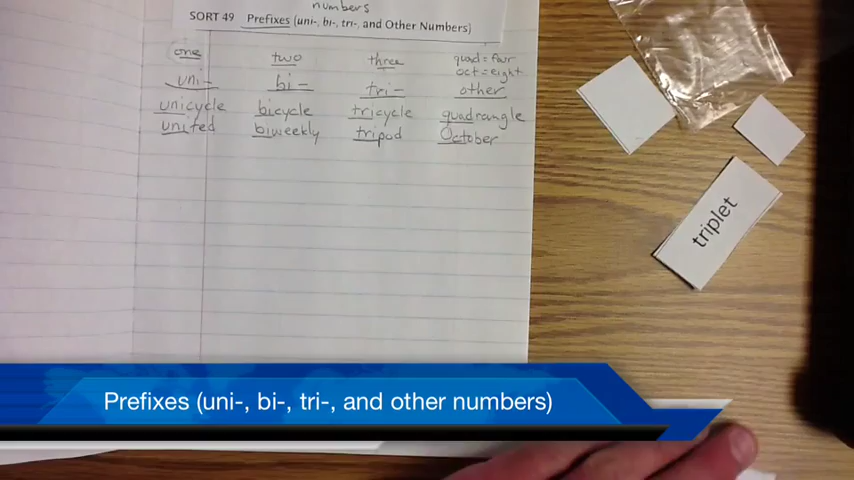 numbers
SORT 49 Prefixes (uni-, bi-, tri-, and Other Numbers)
one two three quad = four
oct = eight
uni- bi- tri- other
unicycle bicycle tricycle quadrangle
united biweekly tripod October
triplet
Prefixes (uni-, bi-, tri-, and other numbers)